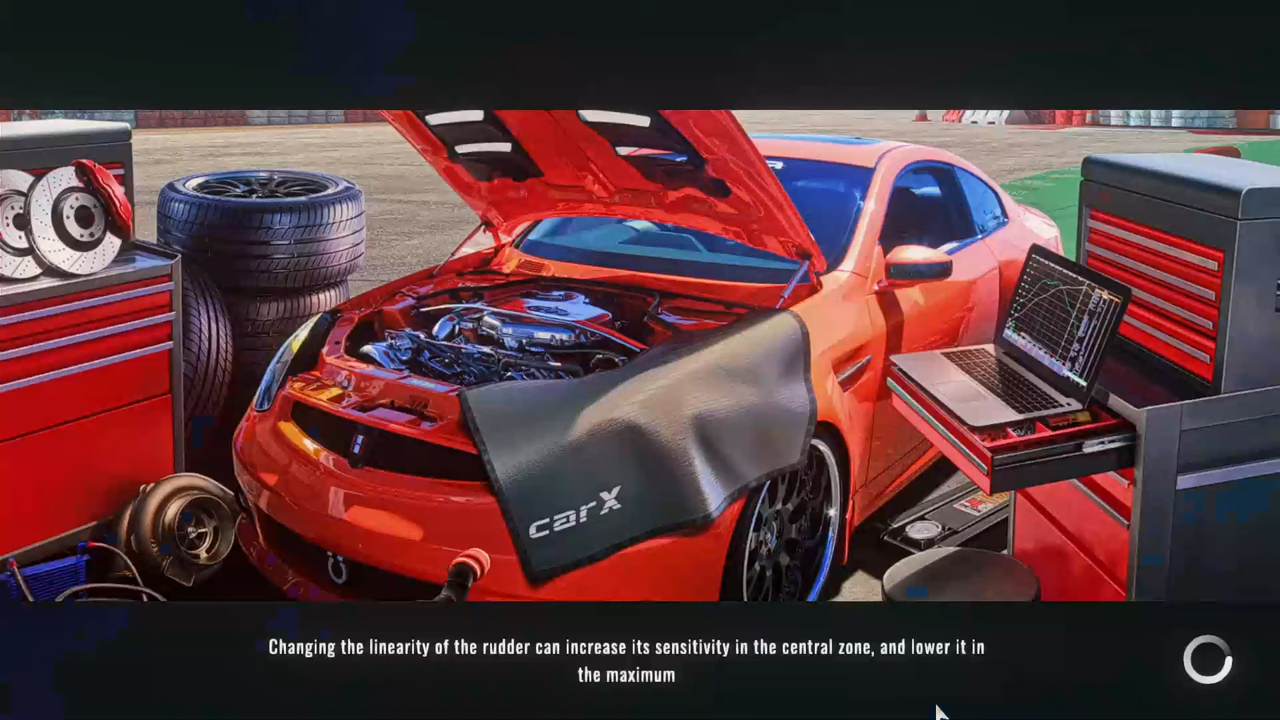 carX
Changing the linearity of the rudder can increase its sensitivity in the central zone, and lower it in
the maximum